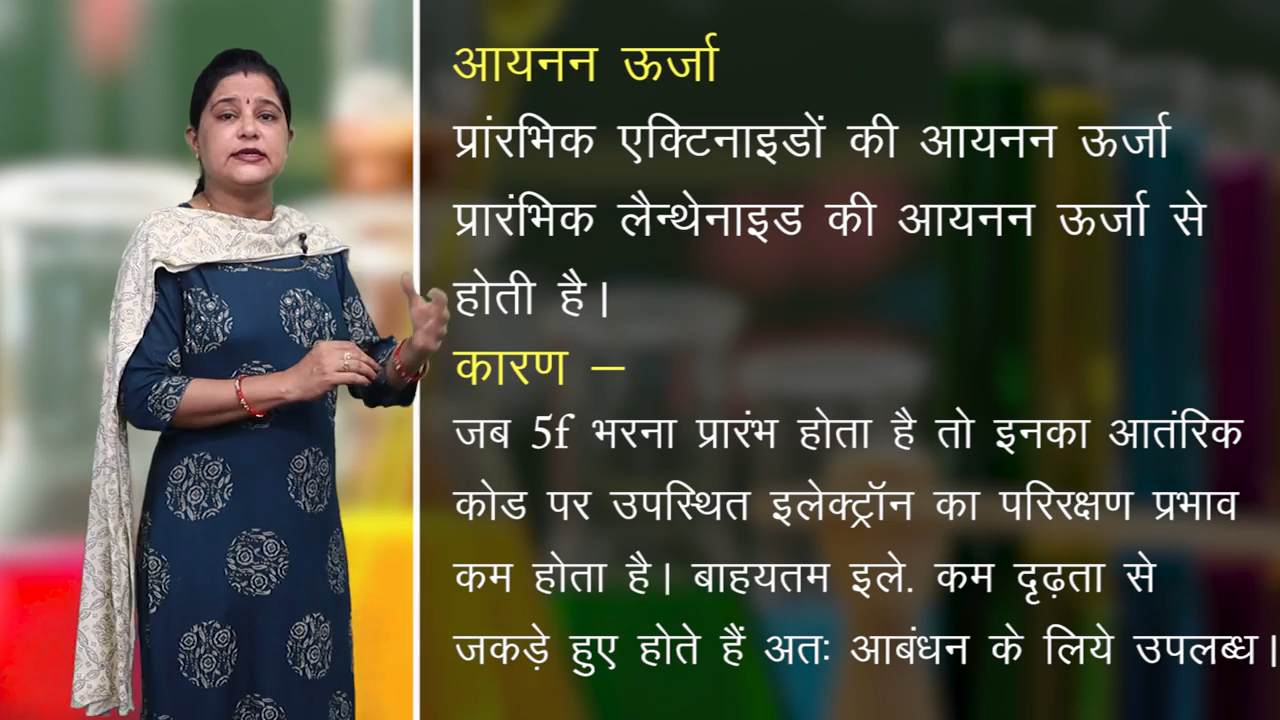 आयनन ऊर्जा
प्रांरभिक एक्टिनाइडों की आयनन ऊर्जा
प्रारंभिक लैन्थेनाइड की आयनन ऊर्जा से
होती है।
कारण –
जब 5f भरना प्रारंभ होता है तो इनका आतंरिक
कोड पर उपस्थित इलेक्ट्रॉन का परिरक्षण प्रभाव
कम होता है। बाहयतम इले. कम दृढ़ता से
जकड़े हुए होते हैं अतः आबंधन के लिये उपलब्ध।